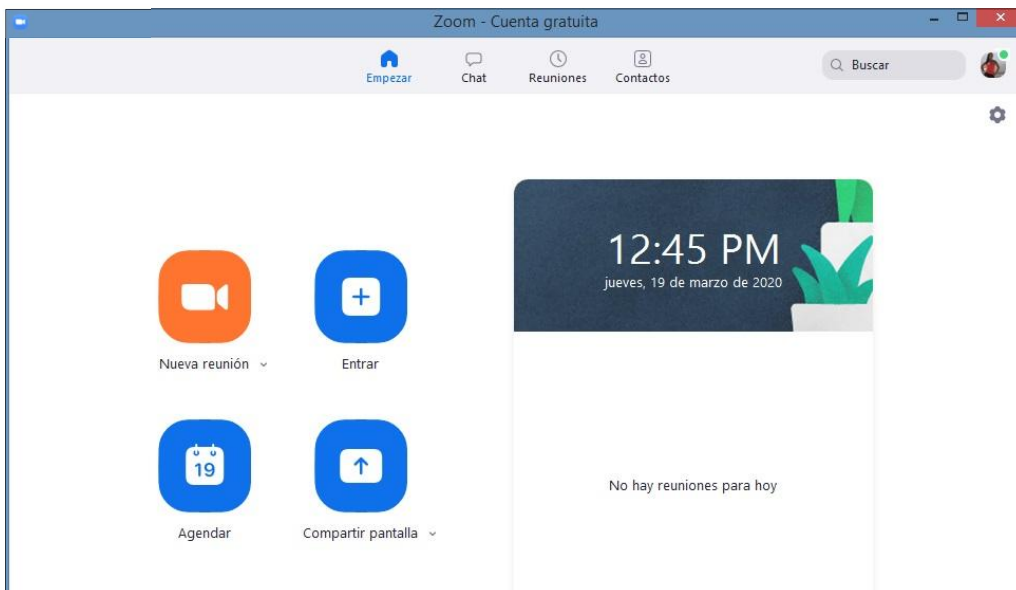 Zoom - Cuenta gratuita
Empezar
Chat
Reuniones
Contactos
Buscar
12:45 PM
jueves, 19 de marzo de 2020
Nueva reunión
Entrar
19
Agendar
Compartir pantalla
No hay reuniones para hoy